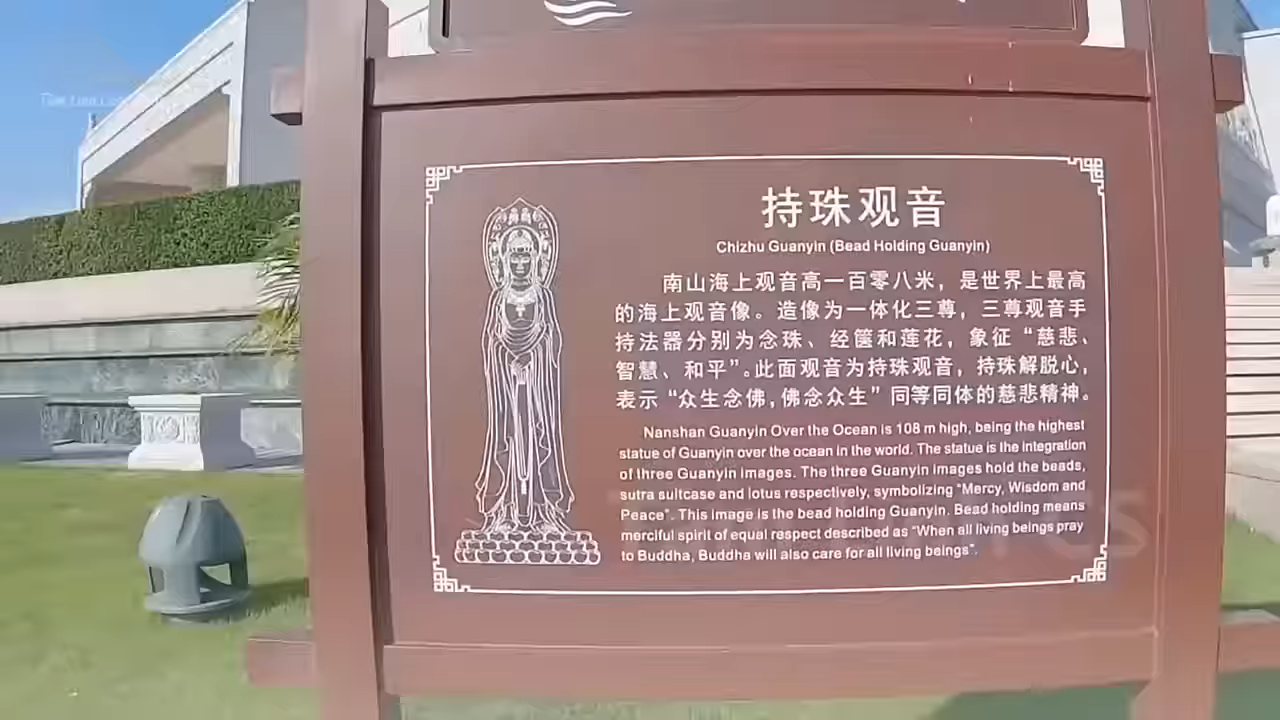 持珠观音
Chizhu Guanyin (Bead Holding Guanyin)
南山海上观音高一百零八米，是世界上最高
的海上观音像。造像为一体化三尊，三尊观音手
持法器分别为念珠、经箧和莲花，象征“慈悲、
智慧、和平”。此面观音为持珠观音，持珠解脱心，
表示“众生念佛，佛念众生”同等同体的慈悲精神。
Nanshan Guanyin Over the Ocean is 108 m high, being the highest
statue of Guanyin over the ocean in the world. The statue is the integration
of three Guanyin images. The three Guanyin images hold the beads,
sutra suitcase and lotus respectively, symbolizing "Mercy, Wisdom and
Peace". This image is the bead holding Guanyin. Bead holding means
merciful spirit of equal respect described as "When all living beings pray
to Buddha, Buddha will also care for all living beings".